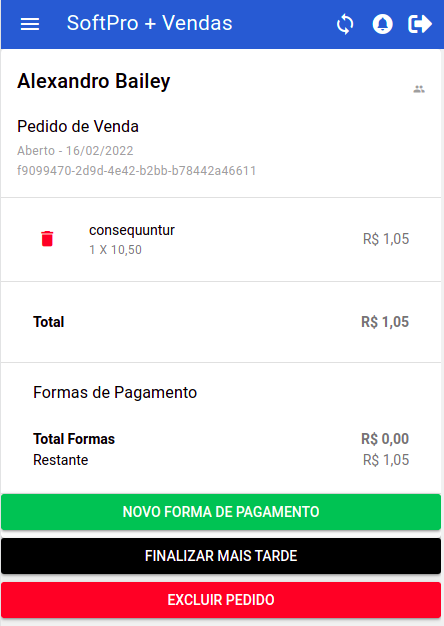 SoftPro + Vendas
Alexandro Bailey
Pedido de Venda
Aberto - 16/02/2022
f9099470-2d9d-4e42-b2bb-b78442a46611
consequuntur R$ 1,05
1 X 10,50
Total R$ 1,05
Formas de Pagamento
Total Formas R$ 0,00
Restante R$ 1,05
NOVO FORMA DE PAGAMENTO
FINALIZAR MAIS TARDE
EXCLUIR PEDIDO